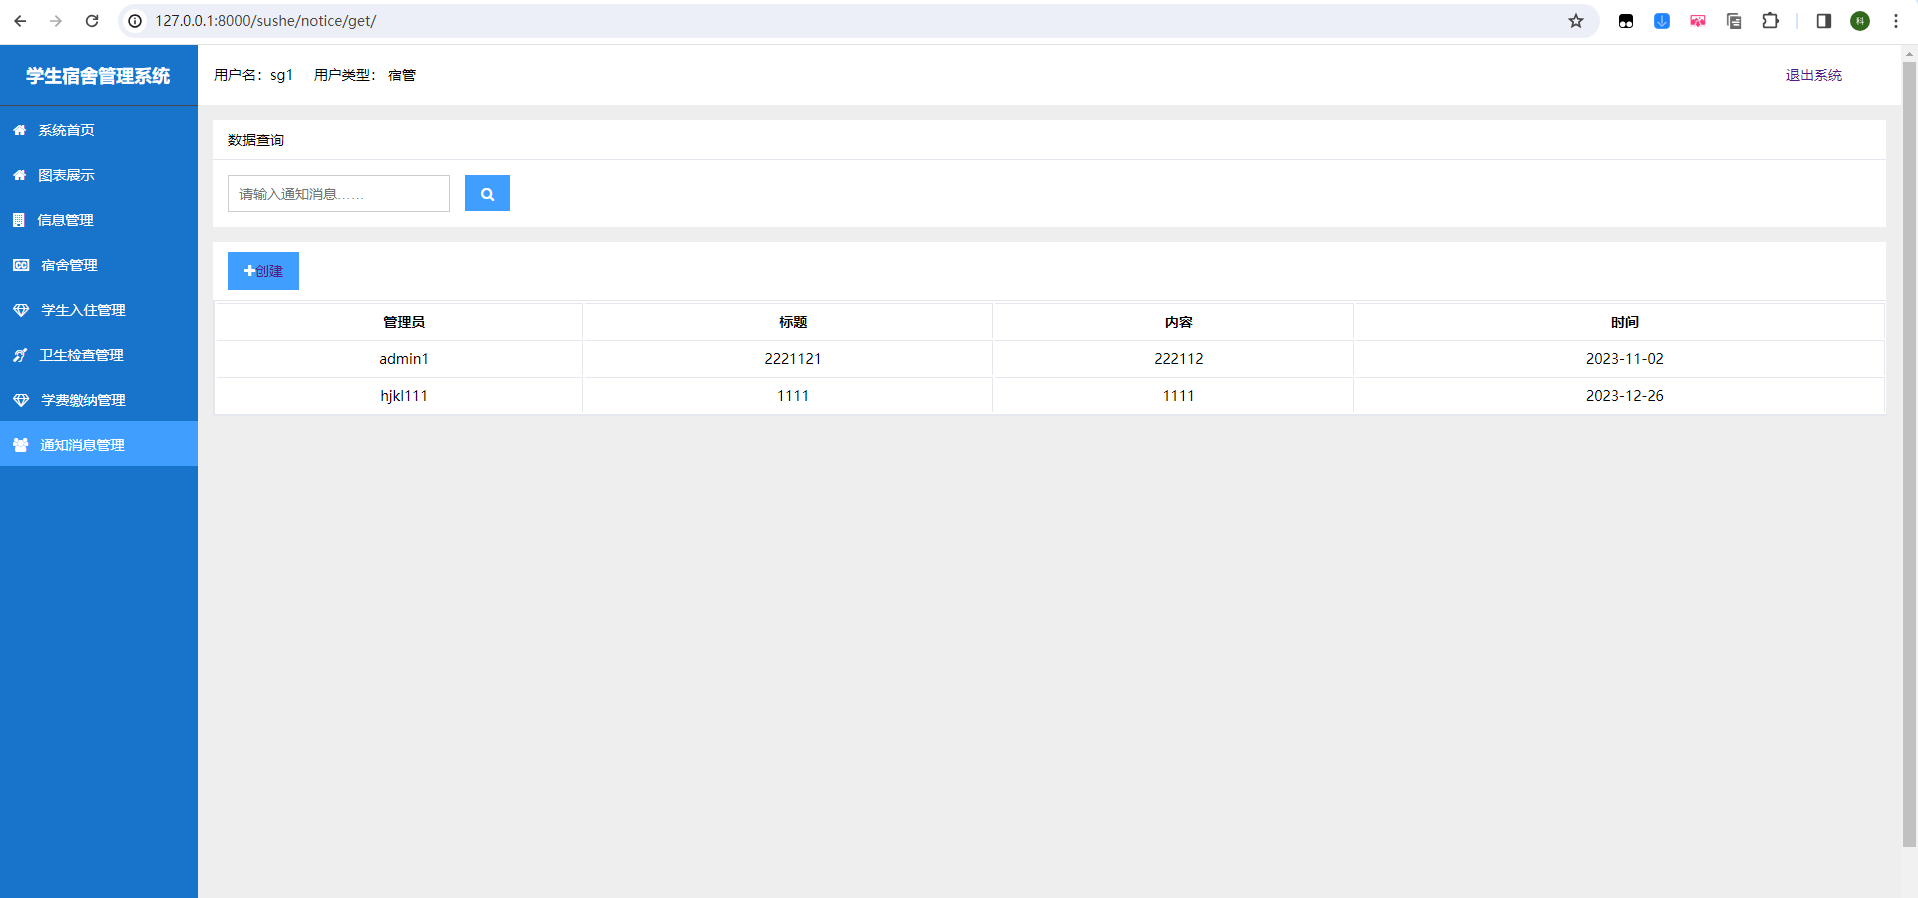 127.0.0.1:8000/sushe/notice/get/
科
学生宿舍管理系统
用户名：sg1 用户类型： 宿管
退出系统
系统首页
图表展示
信息管理
宿舍管理
学生入住管理
卫生检查管理
学费缴纳管理
通知消息管理
数据查询
请输入通知消息……
创建
管理员 标题 内容 时间
admin1 2221121 222112 2023-11-02
hjkl111 1111 1111 2023-12-26